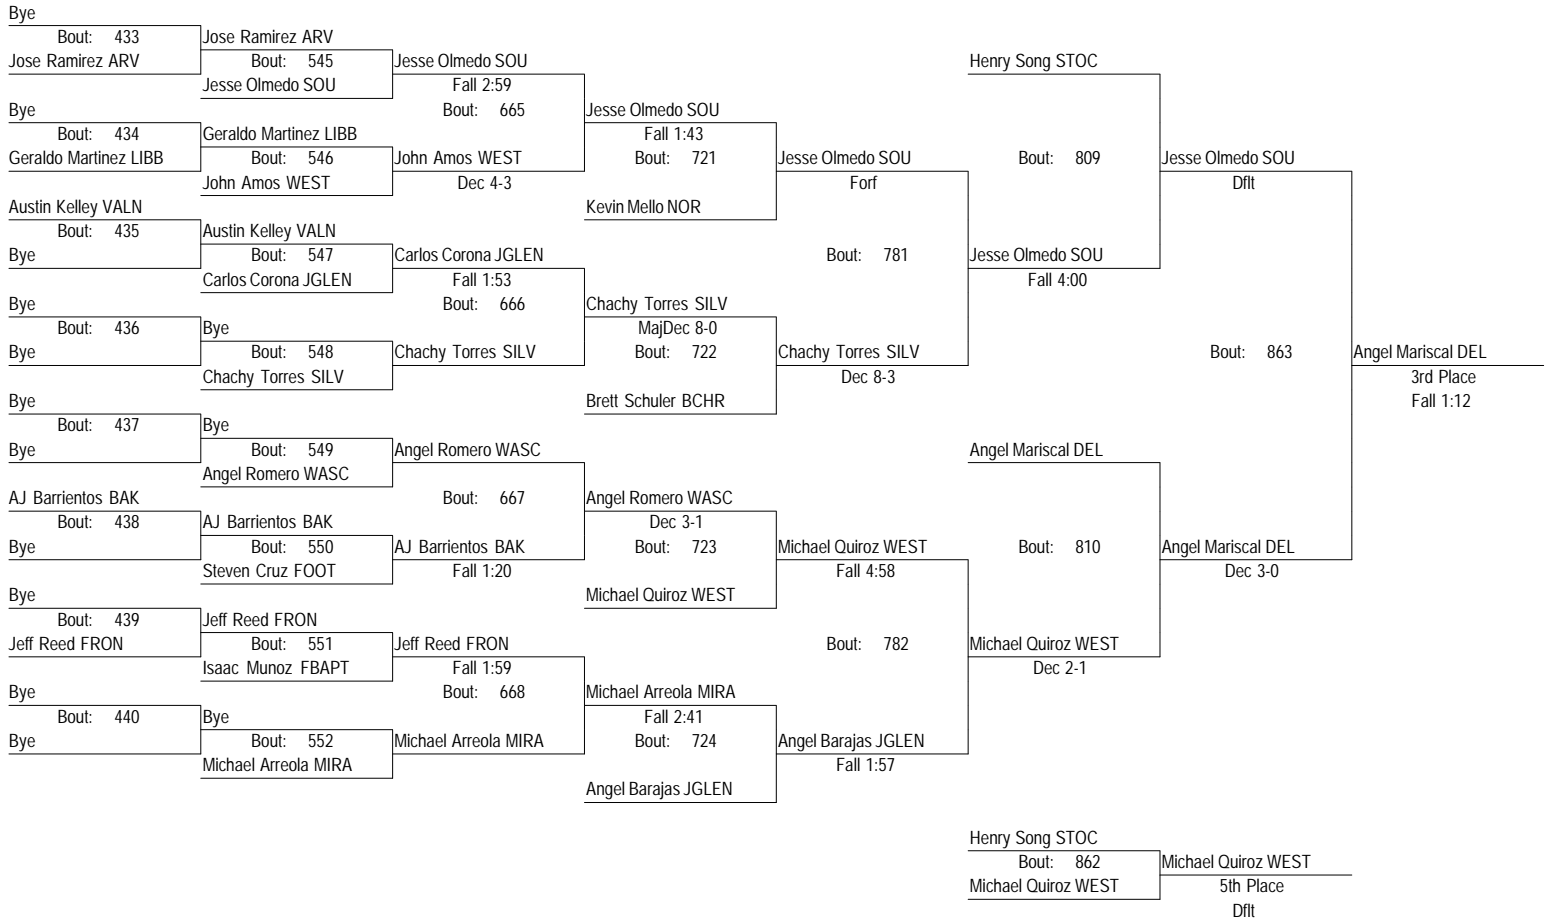 Bye
Bout: 433
Jose Ramirez ARV
Bye
Bout: 434
Geraldo Martinez LIBB
Austin Kelley VALN
Bout: 435
Bye
Bye
Bout: 436
Bye
Bye
Bout: 437
Bye
AJ Barrientos BAK
Bout: 438
Bye
Bye
Bout: 439
Jeff Reed FRON
Bye
Bout: 440
Bye
Jose Ramirez ARV
Bout: 545
Jesse Olmedo SOU
Geraldo Martinez LIBB
Bout: 546
John Amos WEST
Austin Kelley VALN
Bout: 547
Carlos Corona JGLEN
Bye
Bout: 548
Chachy Torres SILV
Bye
Bout: 549
Angel Romero WASC
AJ Barrientos BAK
Bout: 550
Steven Cruz FOOT
Jeff Reed FRON
Bout: 551
Isaac Munoz FBAPT
Bye
Bout: 552
Michael Arreola MIRA
Jesse Olmedo SOU
Fall 2:59
Bout: 665
John Amos WEST
Dec 4-3
Carlos Corona JGLEN
Fall 1:53
Bout: 666
Chachy Torres SILV
Angel Romero WASC
Bout: 667
AJ Barrientos BAK
Fall 1:20
Jeff Reed FRON
Fall 1:59
Bout: 668
Michael Arreola MIRA
Jesse Olmedo SOU
Fall 1:43
Bout: 721
Kevin Mello NOR
Chachy Torres SILV
MajDec 8-0
Bout: 722
Brett Schuler BCHR
Angel Romero WASC
Dec 3-1
Bout: 723
Michael Quiroz WEST
Michael Arreola MIRA
Fall 2:41
Bout: 724
Angel Barajas JGLEN
Jesse Olmedo SOU
Forf
Bout: 781
Chachy Torres SILV
Dec 8-3
Michael Quiroz WEST
Fall 4:58
Bout: 782
Angel Barajas JGLEN
Fall 1:57
Henry Song STOC
Bout: 809
Jesse Olmedo SOU
Fall 4:00
Angel Mariscal DEL
Bout: 810
Michael Quiroz WEST
Dec 2-1
Jesse Olmedo SOU
Dflt
Bout: 863
Angel Mariscal DEL
Dec 3-0
Angel Mariscal DEL
3rd Place
Fall 1:12
Henry Song STOC
Bout: 862
Michael Quiroz WEST
Michael Quiroz WEST
5th Place
Dflt